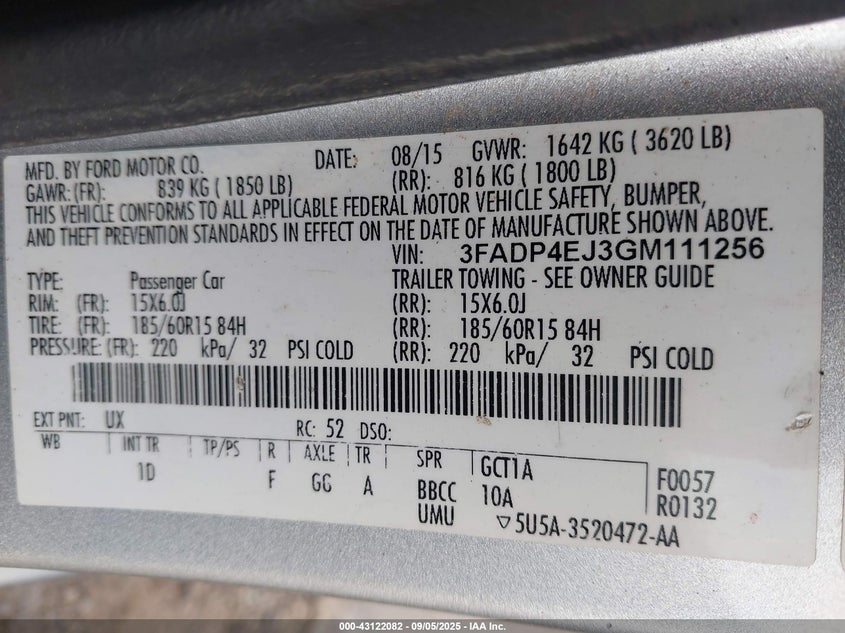 MFD. BY FORD MOTOR CO. DATE: 08/15 GVWR: 1642 KG ( 3620 LB)
GAWR: (FR): 839 KG ( 1850 LB) (RR): 816 KG ( 1800 LB)
THIS VEHICLE CONFORMS TO ALL APPLICABLE FEDERAL MOTOR VEHICLE SAFETY, BUMPER,
AND THEFT PREVENTION STANDARDS IN EFFECT ON THE DATE OF MANUFACTURE SHOWN ABOVE.
VIN: 3FADP4EJ3GM111256
TYPE: Passenger Car TRAILER TOWING - SEE OWNER GUIDE
RIM: (FR): 15X6.0J (RR): 15X6.0J
TIRE: (FR): 185/60R15 84H (RR): 185/60R15 84H
PRESSURE: (FR): 220 kPa/ 32 PSI COLD (RR): 220 kPa/ 32 PSI COLD
EXT PNT: UX RC: 52 DSO:
WB INT TR TP/PS R AXLE TR SPR GCT1A F0057
1D F GG A BBCC 10A R0132
UMU ▽5U5A-3520472-AA
000-43122082 - 09/05/2025 - IAA Inc.